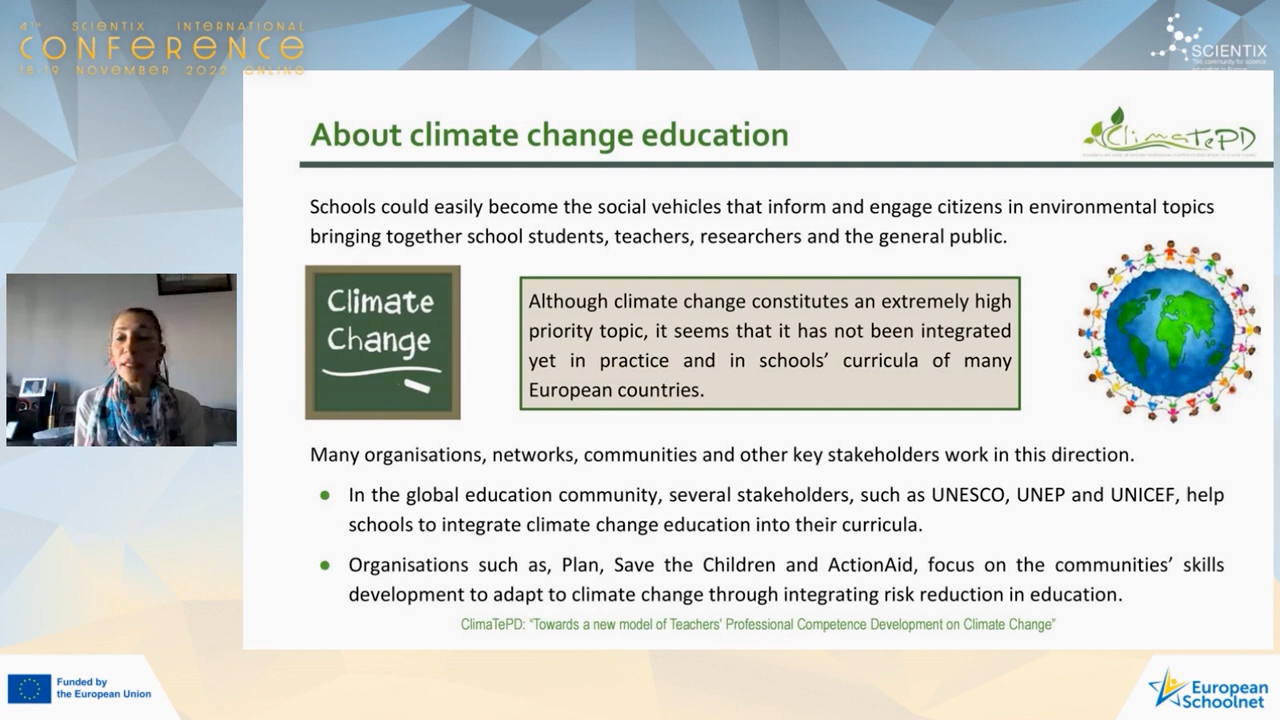 4TH SCIENTIX INTERNATIONAL
CONFERENCE
18-19 NOVEMBER 2022 ONLINE
SCIENTIX
The community for science
education in Europe
About climate change education
ClimaTePD
Schools could easily become the social vehicles that inform and engage citizens in environmental topics
bringing together school students, teachers, researchers and the general public.
Climate
Change
Although climate change constitutes an extremely high
priority topic, it seems that it has not been integrated
yet in practice and in schools’ curricula of many
European countries.
Many organisations, networks, communities and other key stakeholders work in this direction.
● In the global education community, several stakeholders, such as UNESCO, UNEP and UNICEF, help
schools to integrate climate change education into their curricula.
● Organisations such as, Plan, Save the Children and ActionAid, focus on the communities’ skills
development to adapt to climate change through integrating risk reduction in education.
ClimaTePD: “Towards a new model of Teachers' Professional Competence Development on Climate Change”
Funded by
the European Union
European
Schoolnet